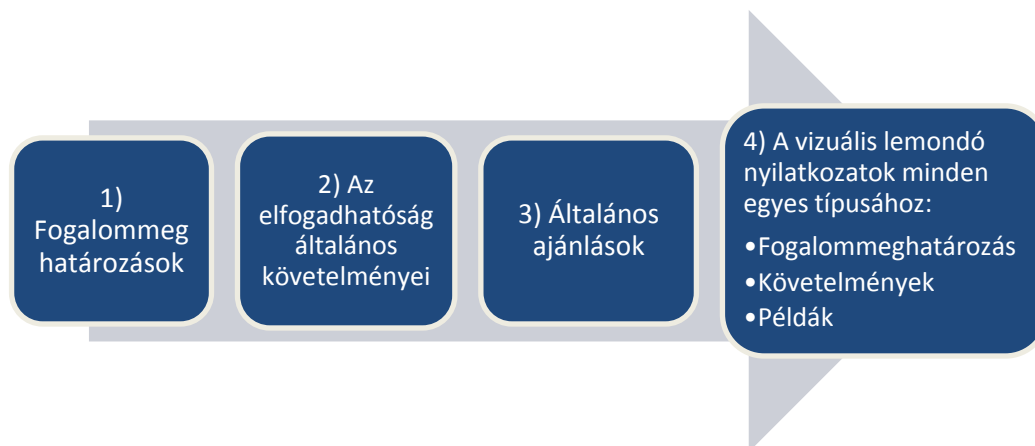 1)
Fogalommeg
határozások
2) Az
elfogadhatóság
általános
követelményei
3) Általános
ajánlások
4) A vizuális lemondó
nyilatkozatok minden
egyes típusához:
•Fogalommeghatározás
•Követelmények
•Példák